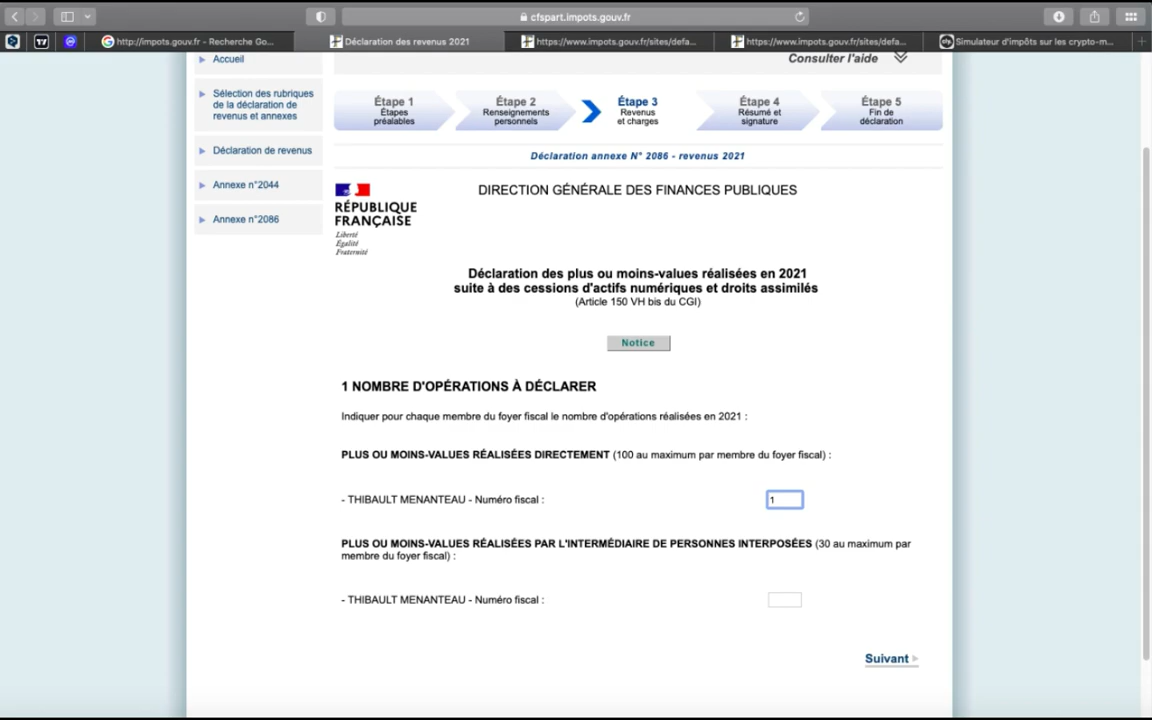 cfspart.impots.gouv.fr
http://impots.gouv.fr - Recherche Go...
Déclaration des revenus 2021
https://www.impots.gouv.fr/sites/defa...
https://www.impots.gouv.fr/sites/defa...
Simulateur d'impôts sur les crypto-m...
Accueil
Sélection des rubriques
de la déclaration de
revenus et annexes
Déclaration de revenus
Annexe n°2044
Annexe n°2086
Consulter l'aide
Étape 1
Étapes
préalables
Étape 2
Renseignements
personnels
Étape 3
Revenus
et charges
Étape 4
Résumé et
signature
Étape 5
Fin de
déclaration
Déclaration annexe N° 2086 - revenus 2021
RÉPUBLIQUE
FRANÇAISE
Liberté
Égalité
Fraternité
DIRECTION GÉNÉRALE DES FINANCES PUBLIQUES
Déclaration des plus ou moins-values réalisées en 2021
suite à des cessions d'actifs numériques et droits assimilés
(Article 150 VH bis du CGI)
Notice
1 NOMBRE D'OPÉRATIONS À DÉCLARER
Indiquer pour chaque membre du foyer fiscal le nombre d'opérations réalisées en 2021 :
PLUS OU MOINS-VALUES RÉALISÉES DIRECTEMENT (100 au maximum par membre du foyer fiscal) :
- THIBAULT MENANTEAU - Numéro fiscal : 1
PLUS OU MOINS-VALUES RÉALISÉES PAR L'INTERMÉDIAIRE DE PERSONNES INTERPOSÉES (30 au maximum par
membre du foyer fiscal) :
- THIBAULT MENANTEAU - Numéro fiscal :
Suivant